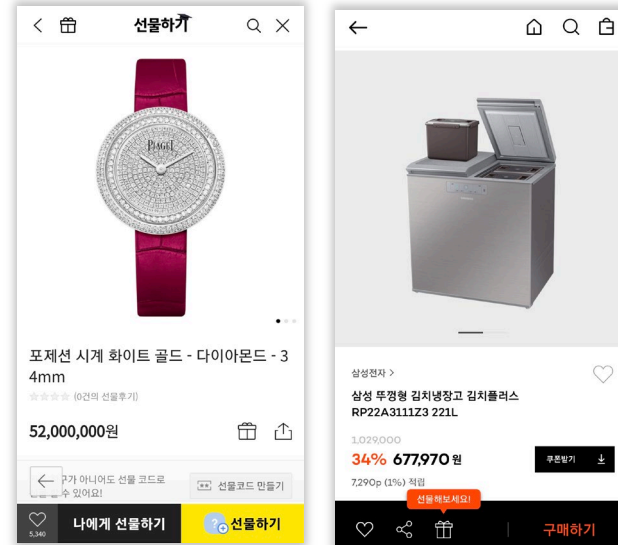 선물하기
PIAGET
포제션 시계 화이트 골드 - 다이아몬드 - 3
4mm
(0건의 선물후기)
52,000,000원
구가 아니어도 선물 코드로
수 있어요!
선물코드 만들기
5,340
나에게 선물하기
선물하기
삼성전자 >
삼성 뚜껑형 김치냉장고 김치플러스
RP22A3111Z3 221L
1,029,000
34% 677,970 원
쿠폰받기
7,290p (1%) 적립
선물해보세요!
구매하기